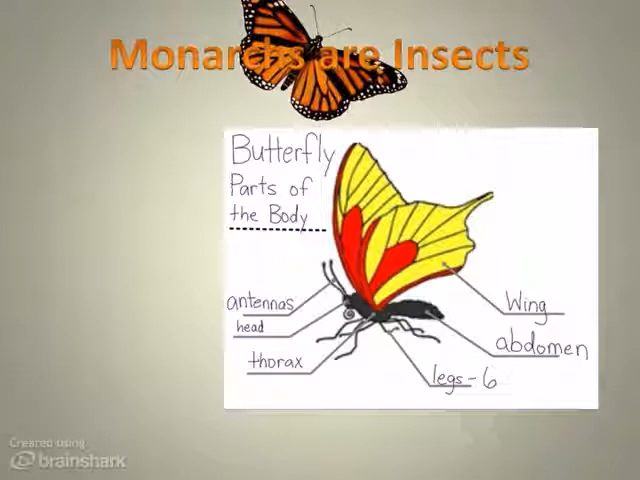 Monarchs are Insects
Butterfly
Parts of
the Body
antennas
head
thorax
Wing
abdomen
legs - 6
Created using
brainshark